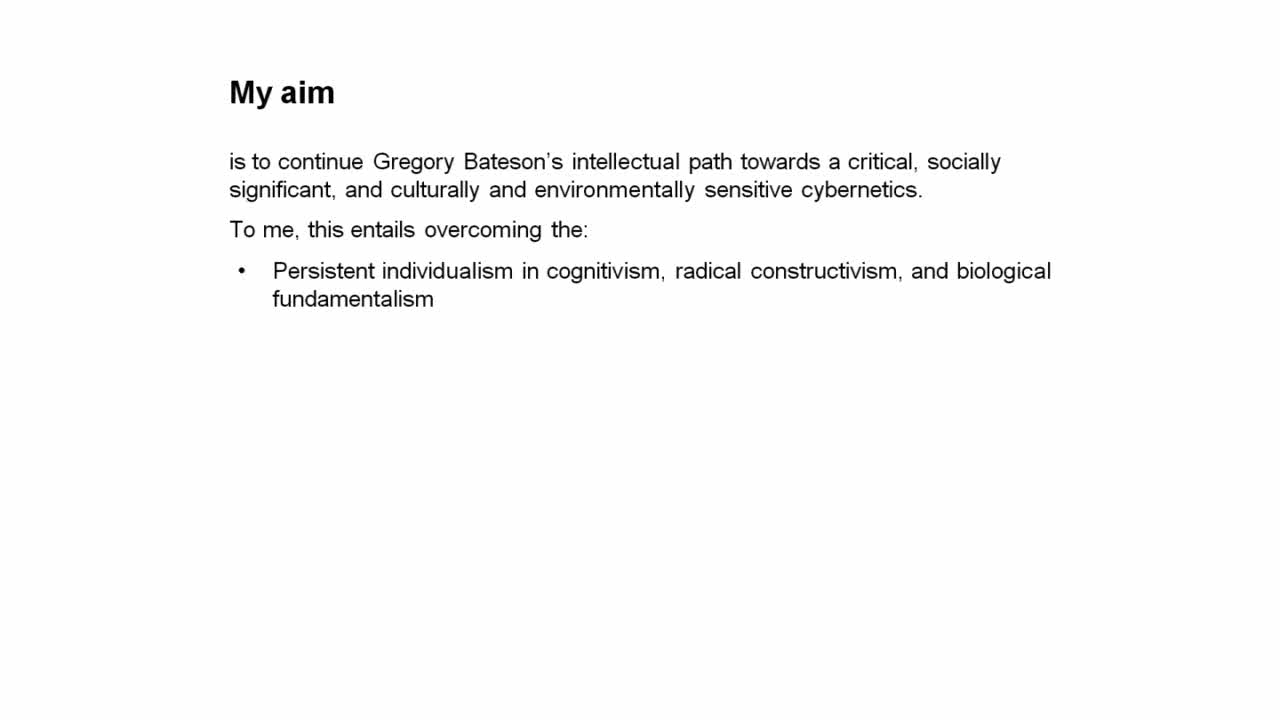 My aim
is to continue Gregory Bateson’s intellectual path towards a critical, socially
significant, and culturally and environmentally sensitive cybernetics.
To me, this entails overcoming the:
• Persistent individualism in cognitivism, radical constructivism, and biological
fundamentalism